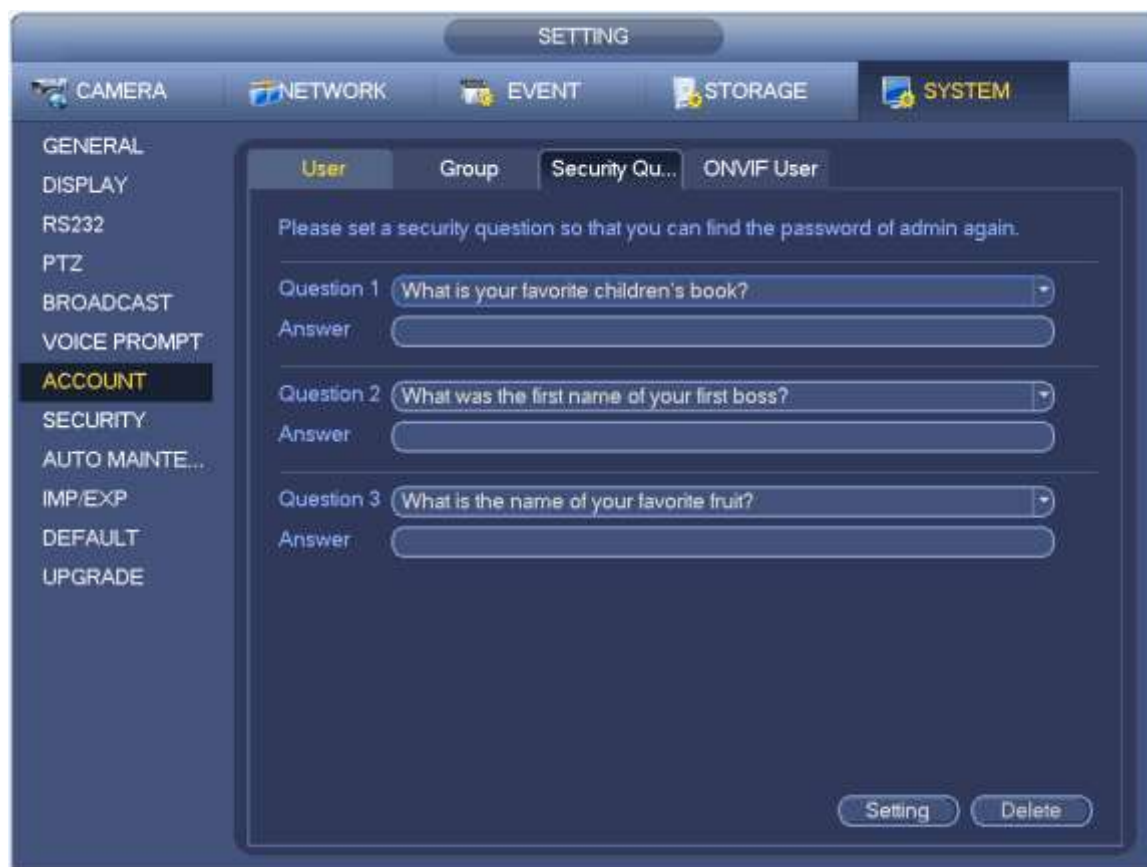 SETTING
CAMERA NETWORK EVENT STORAGE SYSTEM
GENERAL
DISPLAY
RS232
PTZ
BROADCAST
VOICE PROMPT
ACCOUNT
SECURITY
AUTO MAINTE...
IMP/EXP
DEFAULT
UPGRADE
User Group Security Qu... ONVIF User
Please set a security question so that you can find the password of admin again.
Question 1 What is your favorite children's book?
Answer
Question 2 What was the first name of your first boss?
Answer
Question 3 What is the name of your favorite fruit?
Answer
Setting Delete